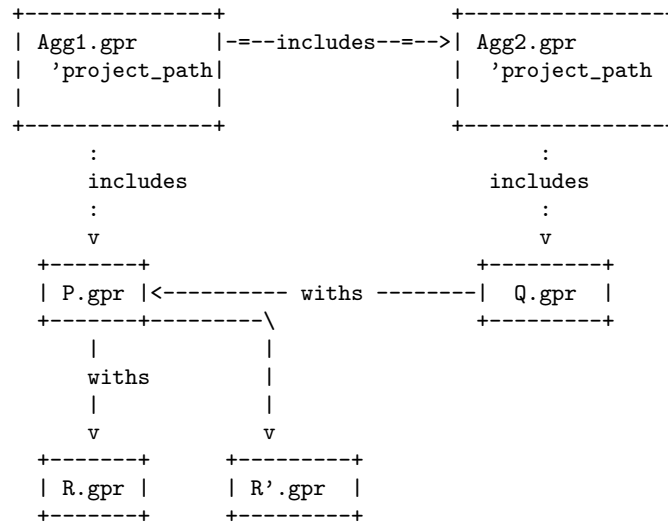 +---------------+                  +----------------
| Agg1.gpr      |-=--includes--=-->| Agg2.gpr
|  'project_path|                  |  'project_path
|               |                  |
+---------------+                  +----------------
      :                                   :
      includes                        includes
      :                                   :
      v                                   v
  +-------+                          +---------+
  | P.gpr |<---------- withs --------|  Q.gpr  |
  +-------+---------\                +---------+
      |             |
      withs         |
      |             |
      v             v
  +-------+      +---------+
  | R.gpr |      | R'.gpr  |
  +-------+      +---------+